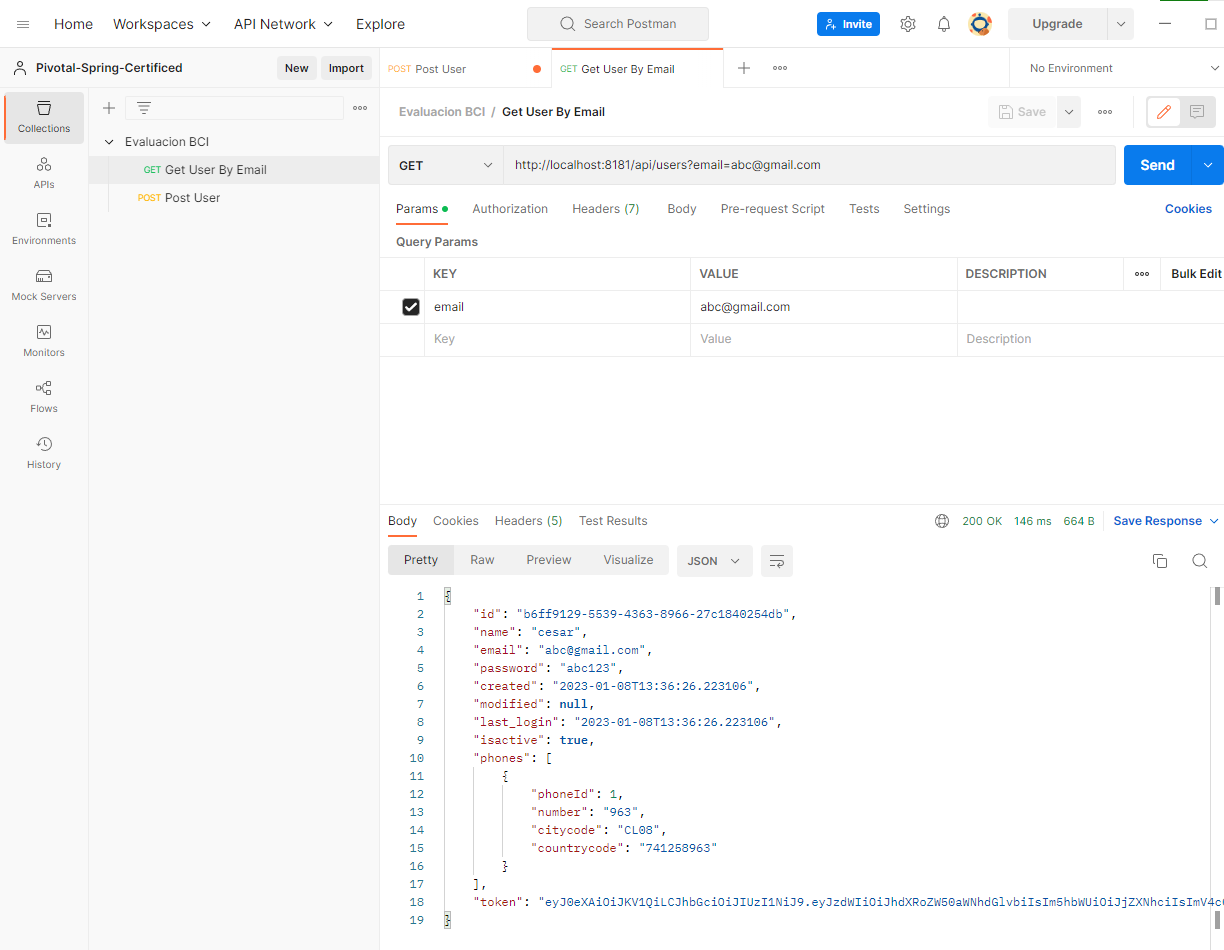 Home Workspaces API Network Explore Search Postman Invite Upgrade
Pivotal-Spring-Certificed New Import POST Post User GET Get User By Email No Environment
Collections
APIs
Environments
Mock Servers
Monitors
Flows
History
Evaluacion BCI
GET Get User By Email
POST Post User
Evaluacion BCI / Get User By Email Save
GET http://localhost:8181/api/users?email=abc@gmail.com Send
Params Authorization Headers (7) Body Pre-request Script Tests Settings Cookies
Query Params
KEY VALUE DESCRIPTION Bulk Edit
email abc@gmail.com
Key Value Description
Body Cookies Headers (5) Test Results 200 OK 146 ms 664 B Save Response
Pretty Raw Preview Visualize JSON
1 {
2 "id": "b6ff9129-5539-4363-8966-27c1840254db",
3 "name": "cesar",
4 "email": "abc@gmail.com",
5 "password": "abc123",
6 "created": "2023-01-08T13:36:26.223106",
7 "modified": null,
8 "last_login": "2023-01-08T13:36:26.223106",
9 "isactive": true,
10 "phones": [
11 {
12 "phoneId": 1,
13 "number": "963",
14 "citycode": "CL08",
15 "countrycode": "741258963"
16 }
17 ],
18 "token": "eyJ0eXAiOiJKV1QiLCJhbGciOiJIUzI1NiJ9.eyJzdWIiOiJhdXRoZW50aWNhdGlvbiIsIm5hbWUiOiJjZXNhciIsImV4c
19 }